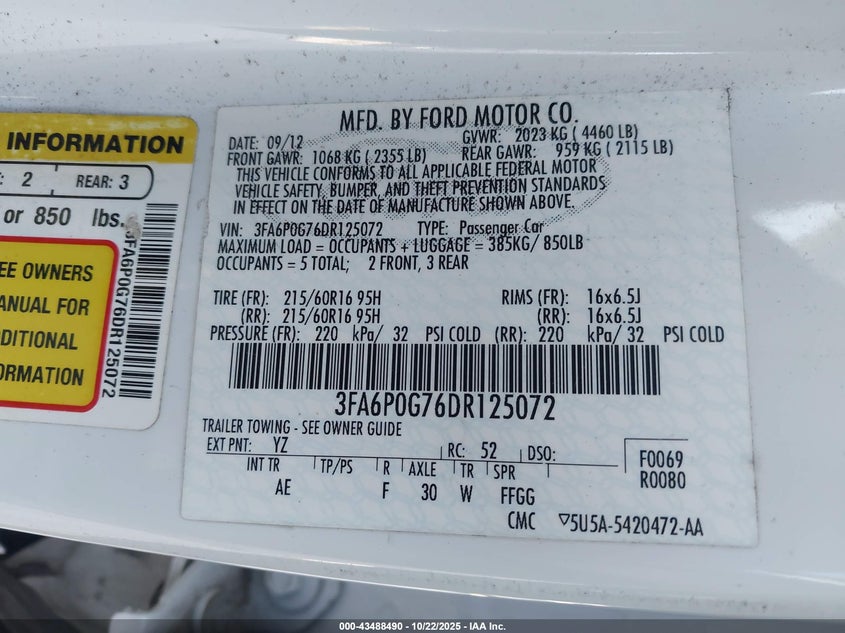 INFORMATION
2 REAR: 3
or 850 lbs.
EE OWNERS
ANUAL FOR
DITIONAL
ORMATION
3FA6P0G76DR125072
MFD. BY FORD MOTOR CO.
DATE: 09/12 GVWR: 2023 KG ( 4460 LB)
FRONT GAWR: 1068 KG ( 2355 LB) REAR GAWR: 959 KG ( 2115 LB)
THIS VEHICLE CONFORMS TO ALL APPLICABLE FEDERAL MOTOR
VEHICLE SAFETY, BUMPER, AND THEFT PREVENTION STANDARDS
IN EFFECT ON THE DATE OF MANUFACTURE SHOWN ABOVE.
VIN: 3FA6P0G76DR125072 TYPE: Passenger Car
MAXIMUM LOAD = OCCUPANTS + LUGGAGE = 385KG/ 850LB
OCCUPANTS = 5 TOTAL; 2 FRONT, 3 REAR
TIRE (FR): 215/60R16 95H RIMS (FR): 16x6.5J
(RR): 215/60R16 95H (RR): 16x6.5J
PRESSURE (FR): 220 kPa/ 32 PSI COLD (RR): 220 kPa/ 32 PSI COLD
3FA6P0G76DR125072
TRAILER TOWING - SEE OWNER GUIDE
EXT PNT: YZ RC: 52 DSO: F0069
INT TR TP/PS R AXLE TR SPR R0080
AE F 30 W FFGG
CMC ▽5U5A-5420472-AA
000-43488490 - 10/22/2025 - IAA Inc.